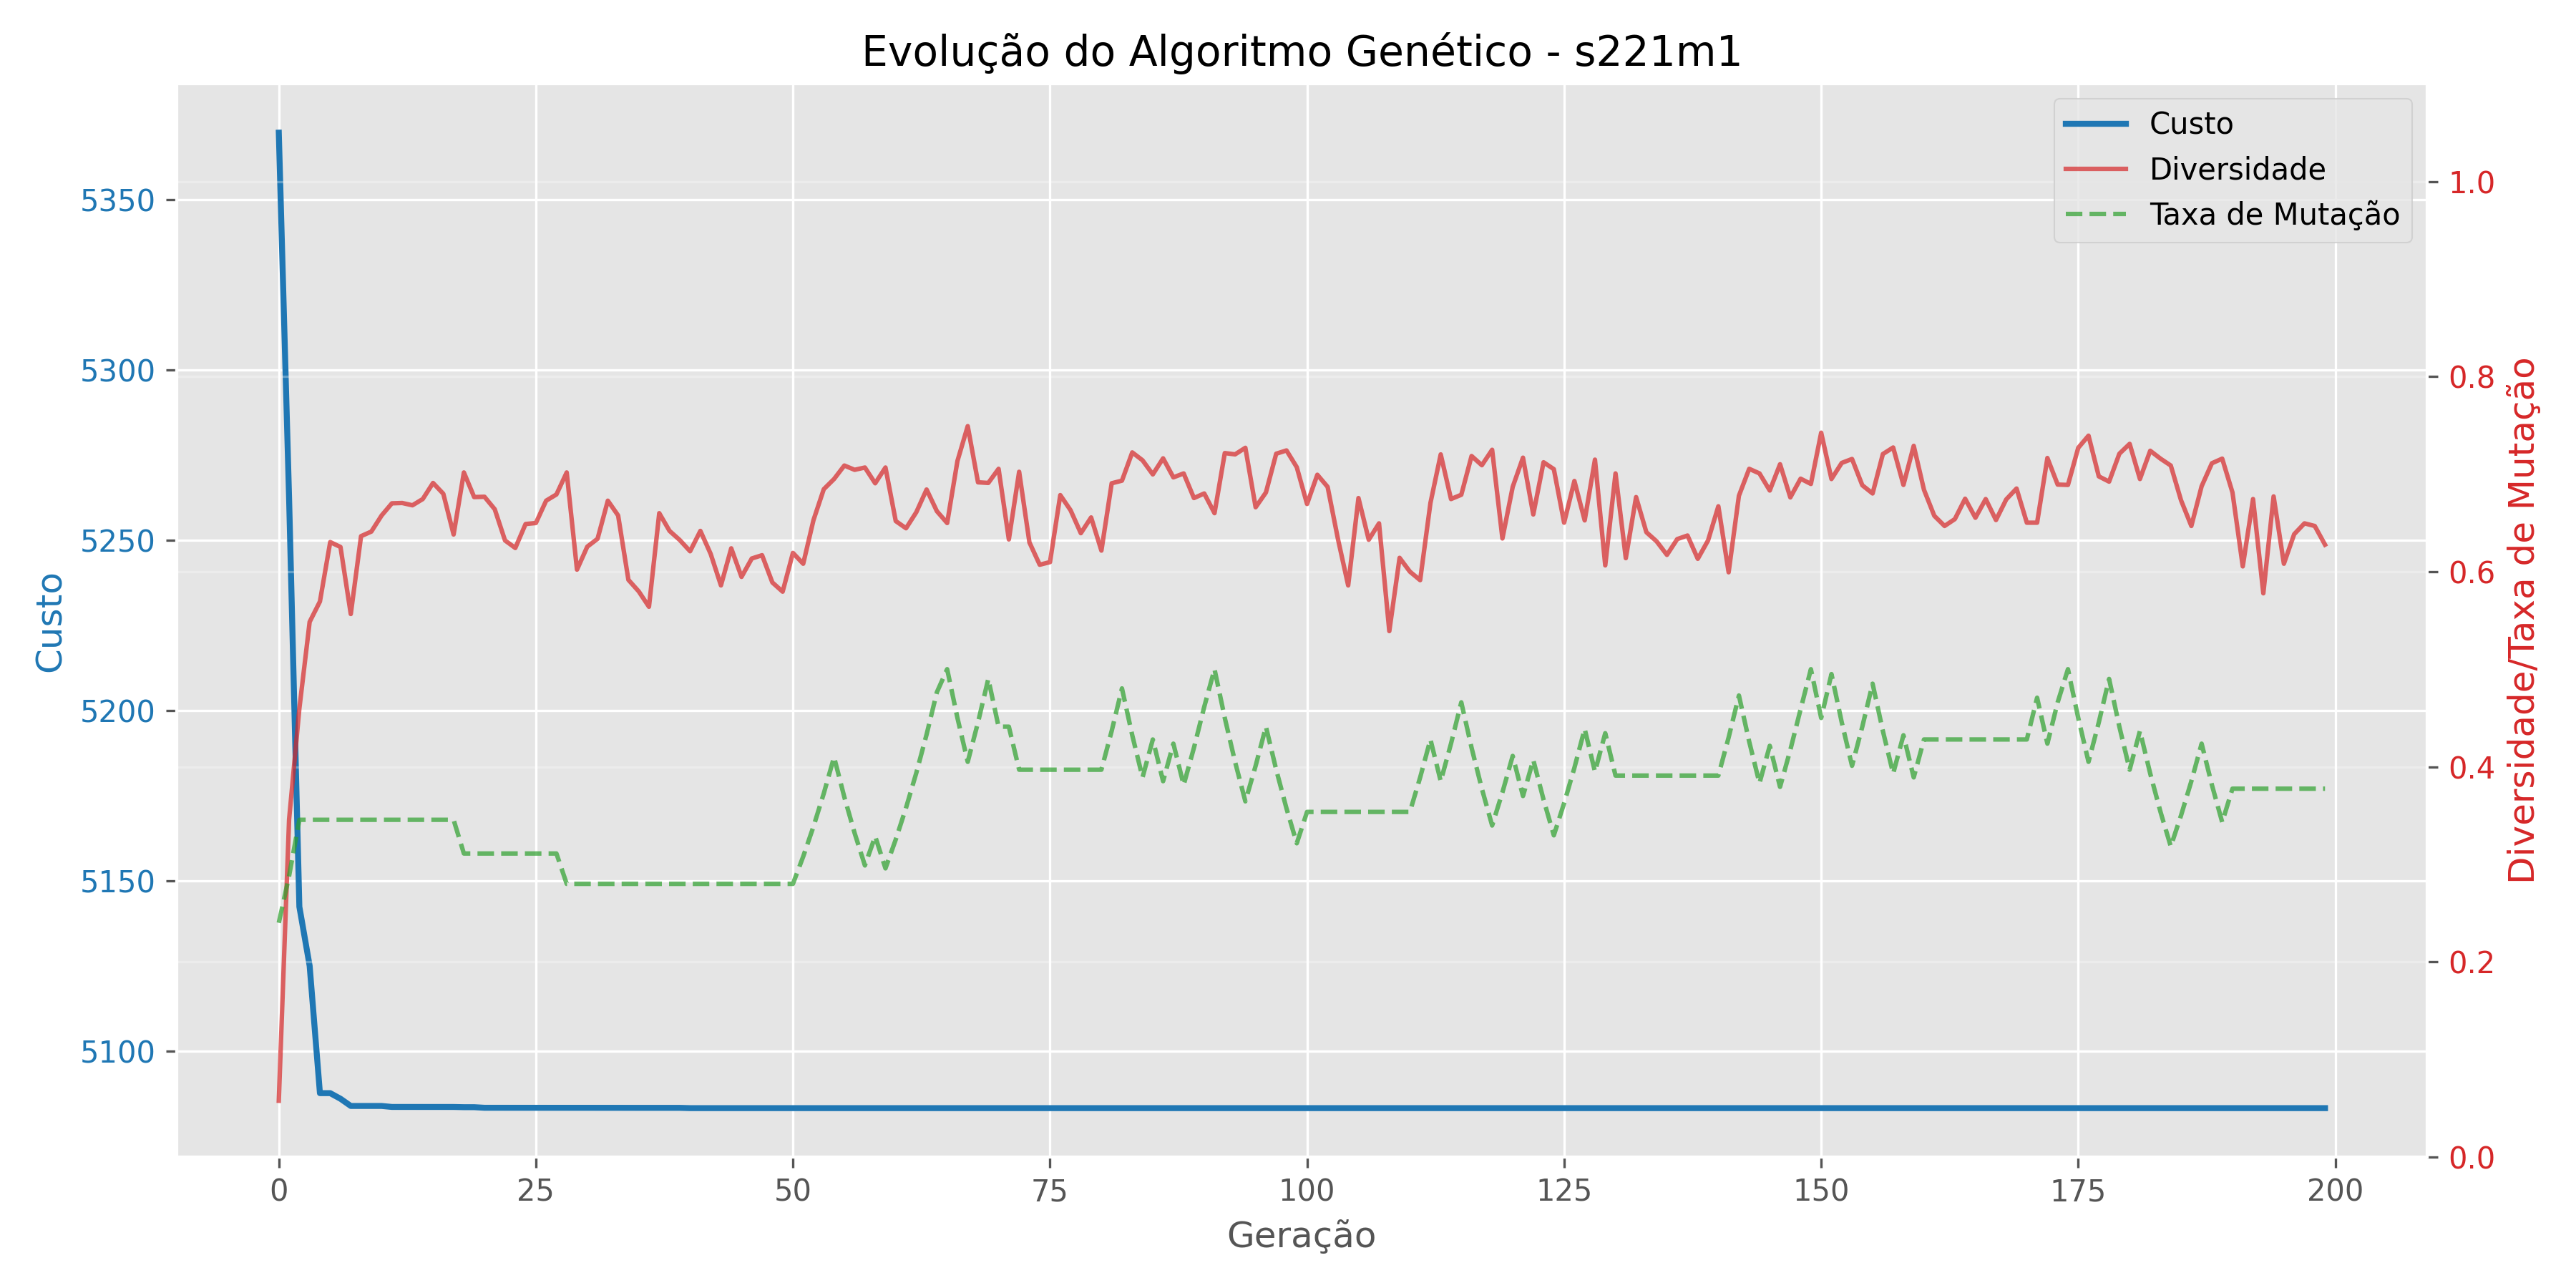 Evolução do Algoritmo Genético - s221m1
Custo
Diversidade
Taxa de Mutação
5350
5300
5250
5200
5150
5100
Custo
1.0
0.8
0.6
0.4
0.2
0.0
Diversidade/Taxa de Mutação
0 25 50 75 100 125 150 175 200
Geração